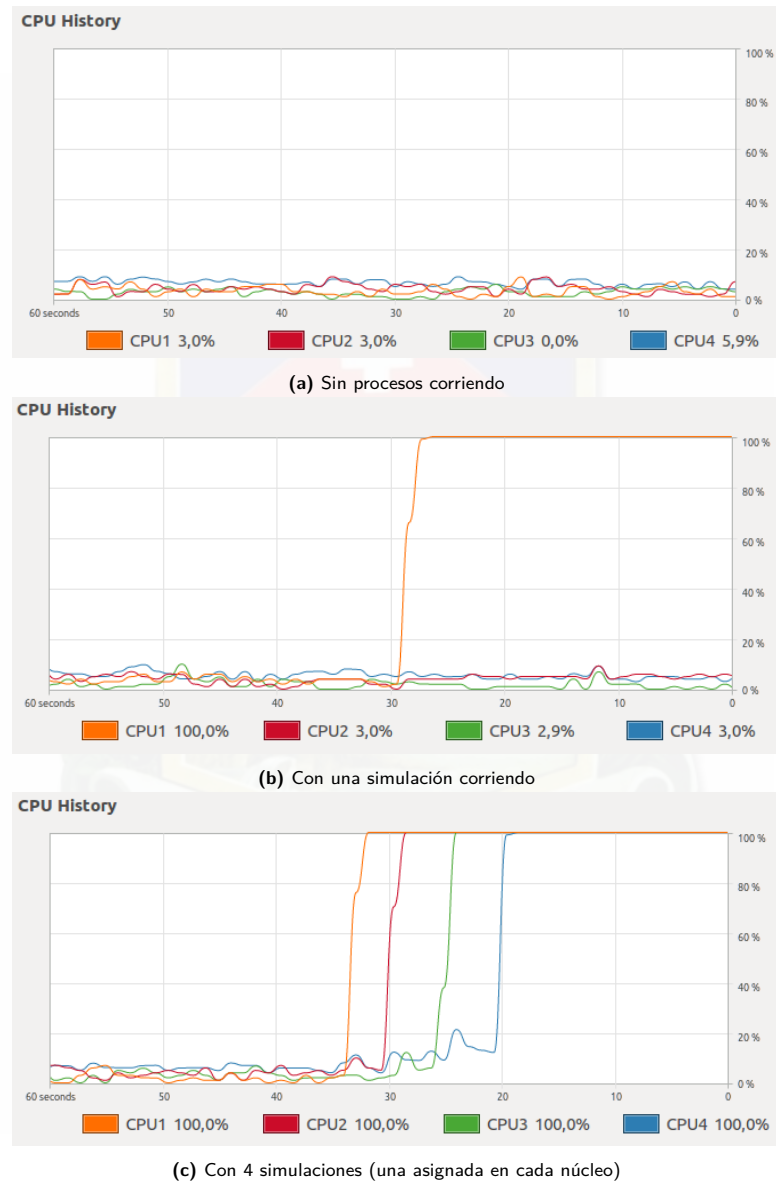 CPU History
100 %
80 %
60 %
40 %
20 %
0 %
60 seconds 50 40 30 20 10 0
CPU1 3,0% CPU2 3,0% CPU3 0,0% CPU4 5,9%
(a) Sin procesos corriendo
CPU History
100 %
80 %
60 %
40 %
20 %
0 %
60 seconds 50 40 30 20 10 0
CPU1 100,0% CPU2 3,0% CPU3 2,9% CPU4 3,0%
(b) Con una simulación corriendo
CPU History
100 %
80 %
60 %
40 %
20 %
0 %
60 seconds 50 40 30 20 10 0
CPU1 100,0% CPU2 100,0% CPU3 100,0% CPU4 100,0%
(c) Con 4 simulaciones (una asignada en cada núcleo)